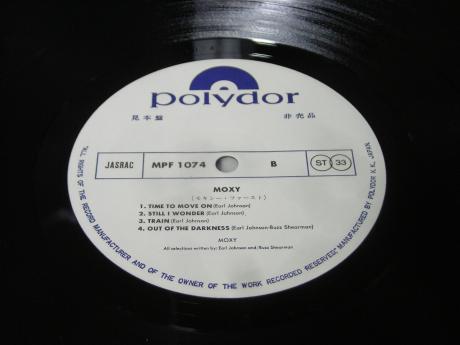 polydor
見本盤 非売品
JASRAC MPF 1074 B ST 33
MOXY
(モキシー・ファースト)
1. TIME TO MOVE ON (Earl Johnson)
2. STILL I WONDER (Earl Johnson)
3. TRAIN (Earl Johnson)
4. OUT OF THE DARKNESS (Earl Johnson-Buzz Shearman)
MOXY
All selections written by: Earl Johnson and /Buzz Shearman
"ALL RIGHTS OF THE RECORD MANUFACTURER AND OF THE OWNER OF THE WORK RECORDED RESERVED" MANUFACTURED BY POLYDOR K.K., JAPAN